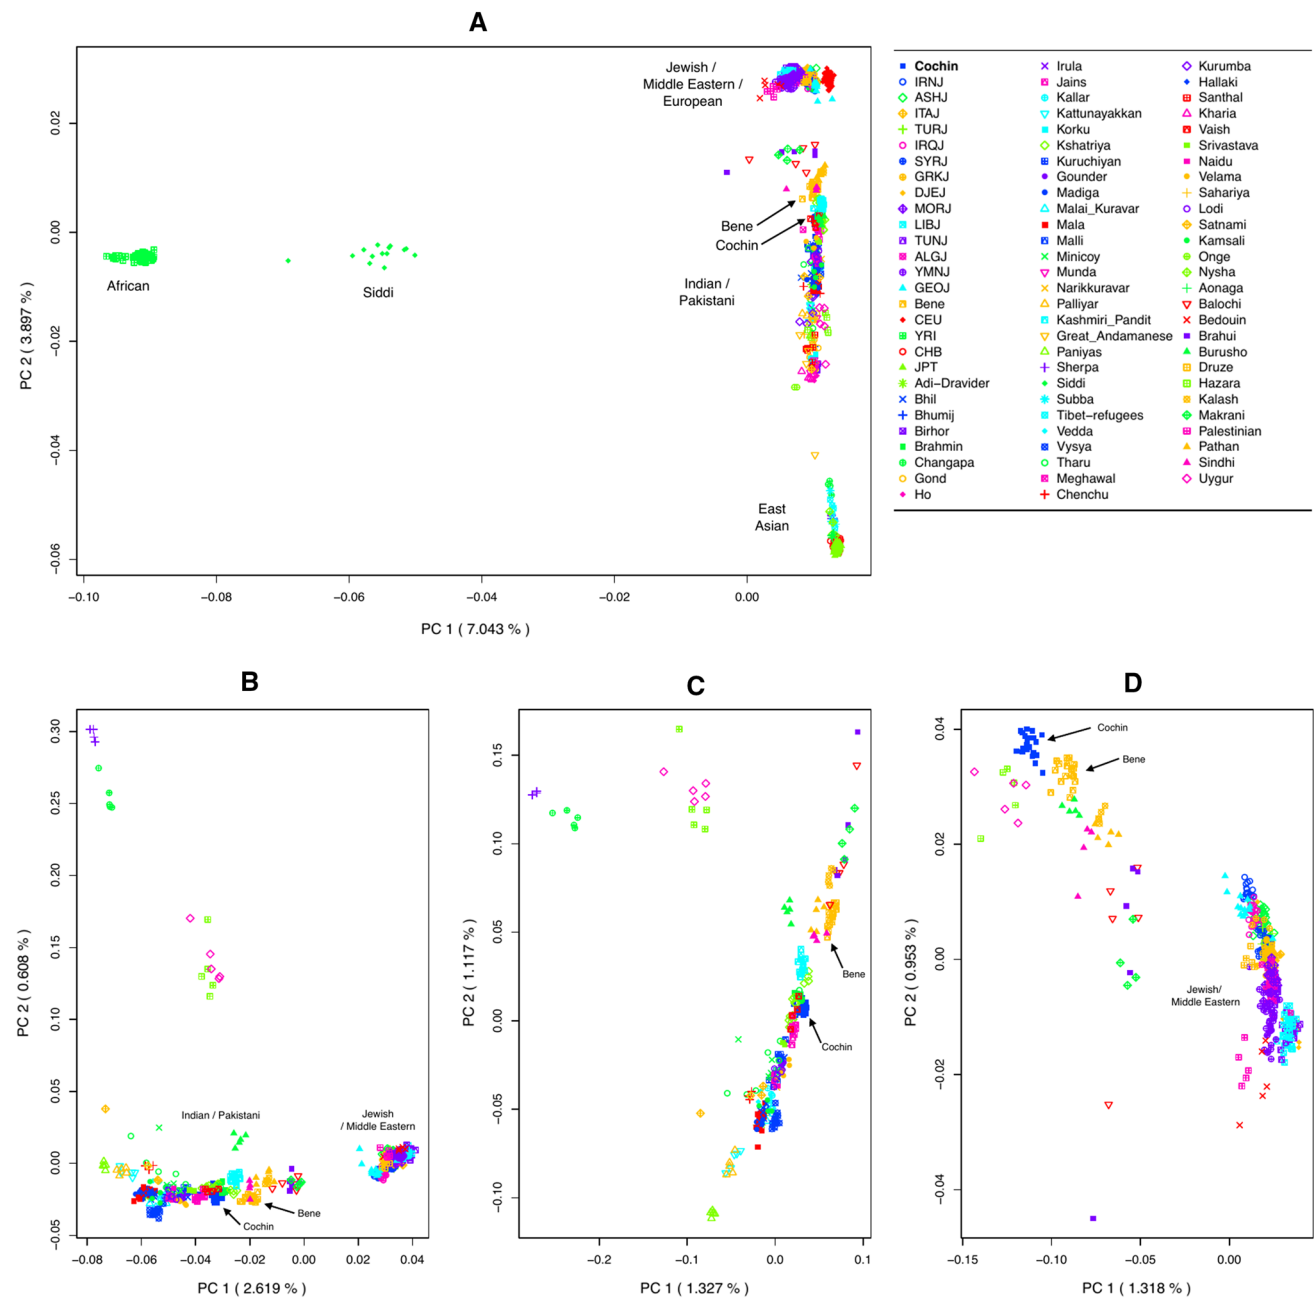 A
Jewish /
Middle Eastern /
European
Bene
Cochin
Indian /
Pakistani
African
Siddi
East
Asian
0.02
0.00
−0.02
−0.04
−0.06
PC 2 ( 3.897 % )
−0.10
−0.08
−0.06
−0.04
−0.02
0.00
PC 1 ( 7.043 % )
Cochin
IRNJ
ASHJ
ITAJ
TURJ
IRQJ
SYRJ
GRKJ
DJEJ
MORJ
LIBJ
TUNJ
ALGJ
YMNJ
GEOJ
Bene
CEU
YRI
CHB
JPT
Adi−Dravider
Bhil
Bhumij
Birhor
Brahmin
Changapa
Gond
Ho
Irula
Jains
Kallar
Kattunayakkan
Korku
Kshatriya
Kuruchiyan
Gounder
Madiga
Malai_Kuravar
Mala
Malli
Minicoy
Munda
Narikkuravar
Palliyar
Kashmiri_Pandit
Great_Andamanese
Paniyas
Sherpa
Siddi
Subba
Tibet−refugees
Vedda
Vysya
Tharu
Meghawal
Chenchu
Kurumba
Hallaki
Santhal
Kharia
Vaish
Srivastava
Naidu
Velama
Sahariya
Lodi
Satnami
Kamsali
Onge
Nysha
Aonaga
Balochi
Bedouin
Brahui
Burusho
Druze
Hazara
Kalash
Makrani
Palestinian
Pathan
Sindhi
Uygur
B
0.30
0.25
0.20
0.15
0.10
0.05
0.00
−0.05
PC 2 ( 0.608 % )
Indian / Pakistani
Jewish
/ Middle Eastern
Bene
Cochin
−0.08
−0.06
−0.04
−0.02
0.00
0.02
0.04
PC 1 ( 2.619 % )
C
0.15
0.10
0.05
0.00
−0.05
−0.10
PC 2 ( 1.117 % )
Bene
Cochin
−0.2
−0.1
0.0
0.1
PC 1 ( 1.327 % )
D
0.04
0.02
0.00
−0.02
−0.04
PC 2 ( 0.953 % )
Cochin
Bene
Jewish/
Middle Eastern
−0.15
−0.10
−0.05
0.00
PC 1 ( 1.318 % )